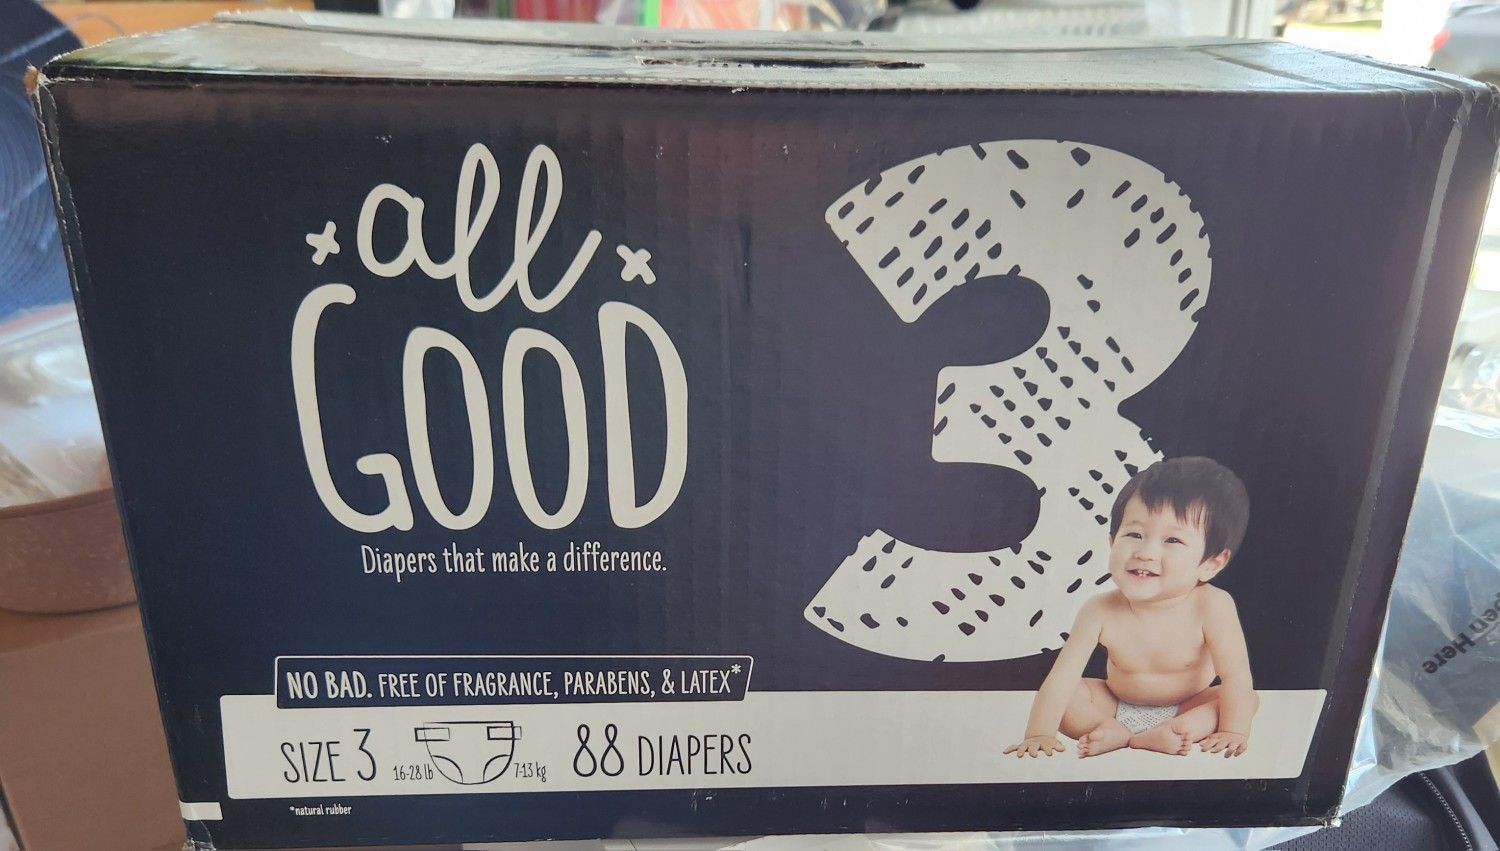 all
GOOD
Diapers that make a difference.
3
NO BAD. FREE OF FRAGRANCE, PARABENS, & LATEX*
SIZE 3 16-28 lb 7-13 kg 88 DIAPERS
*natural rubber
Here